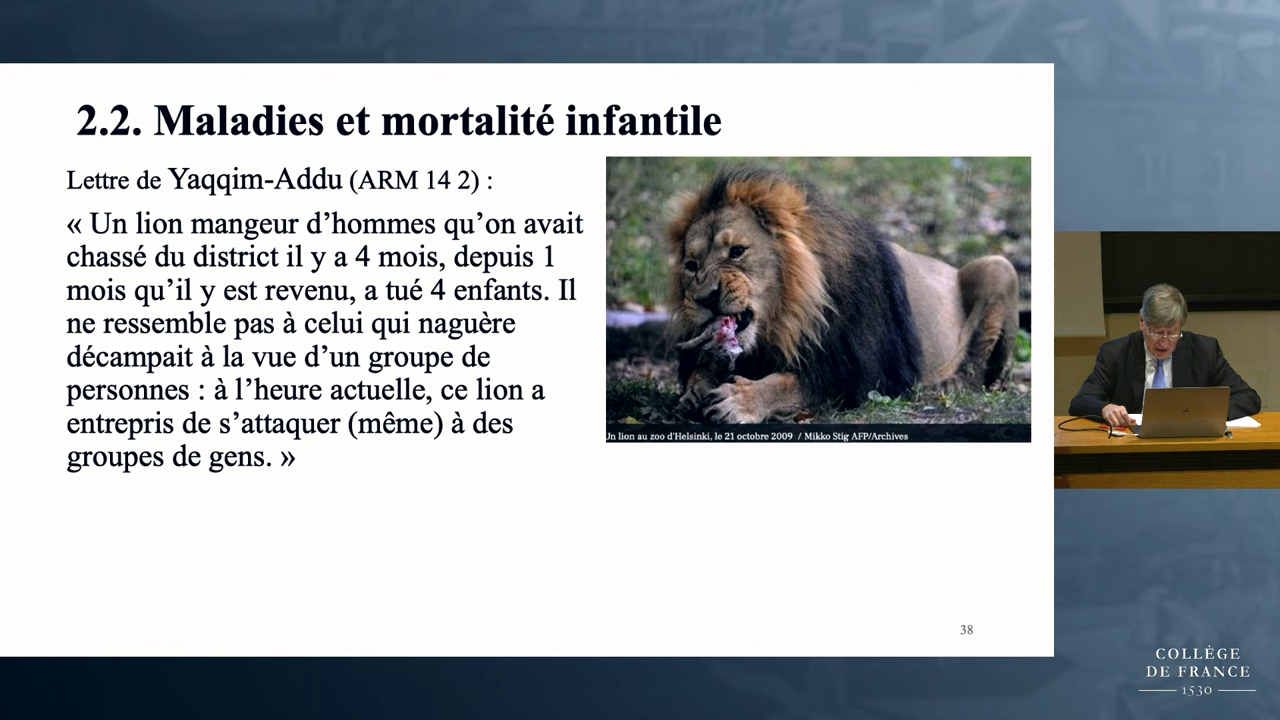 2.2. Maladies et mortalité infantile
Lettre de Yaqqim-Addu (ARM 14 2) :
« Un lion mangeur d’hommes qu’on avait
chassé du district il y a 4 mois, depuis 1
mois qu’il y est revenu, a tué 4 enfants. Il
ne ressemble pas à celui qui naguère
décampait à la vue d’un groupe de
personnes : à l’heure actuelle, ce lion a
entrepris de s’attaquer (même) à des
groupes de gens. »
Un lion au zoo d'Helsinki, le 21 octobre 2009 / Mikko Stig AFP/Archives
38
COLLÈGE
DE FRANCE
1530